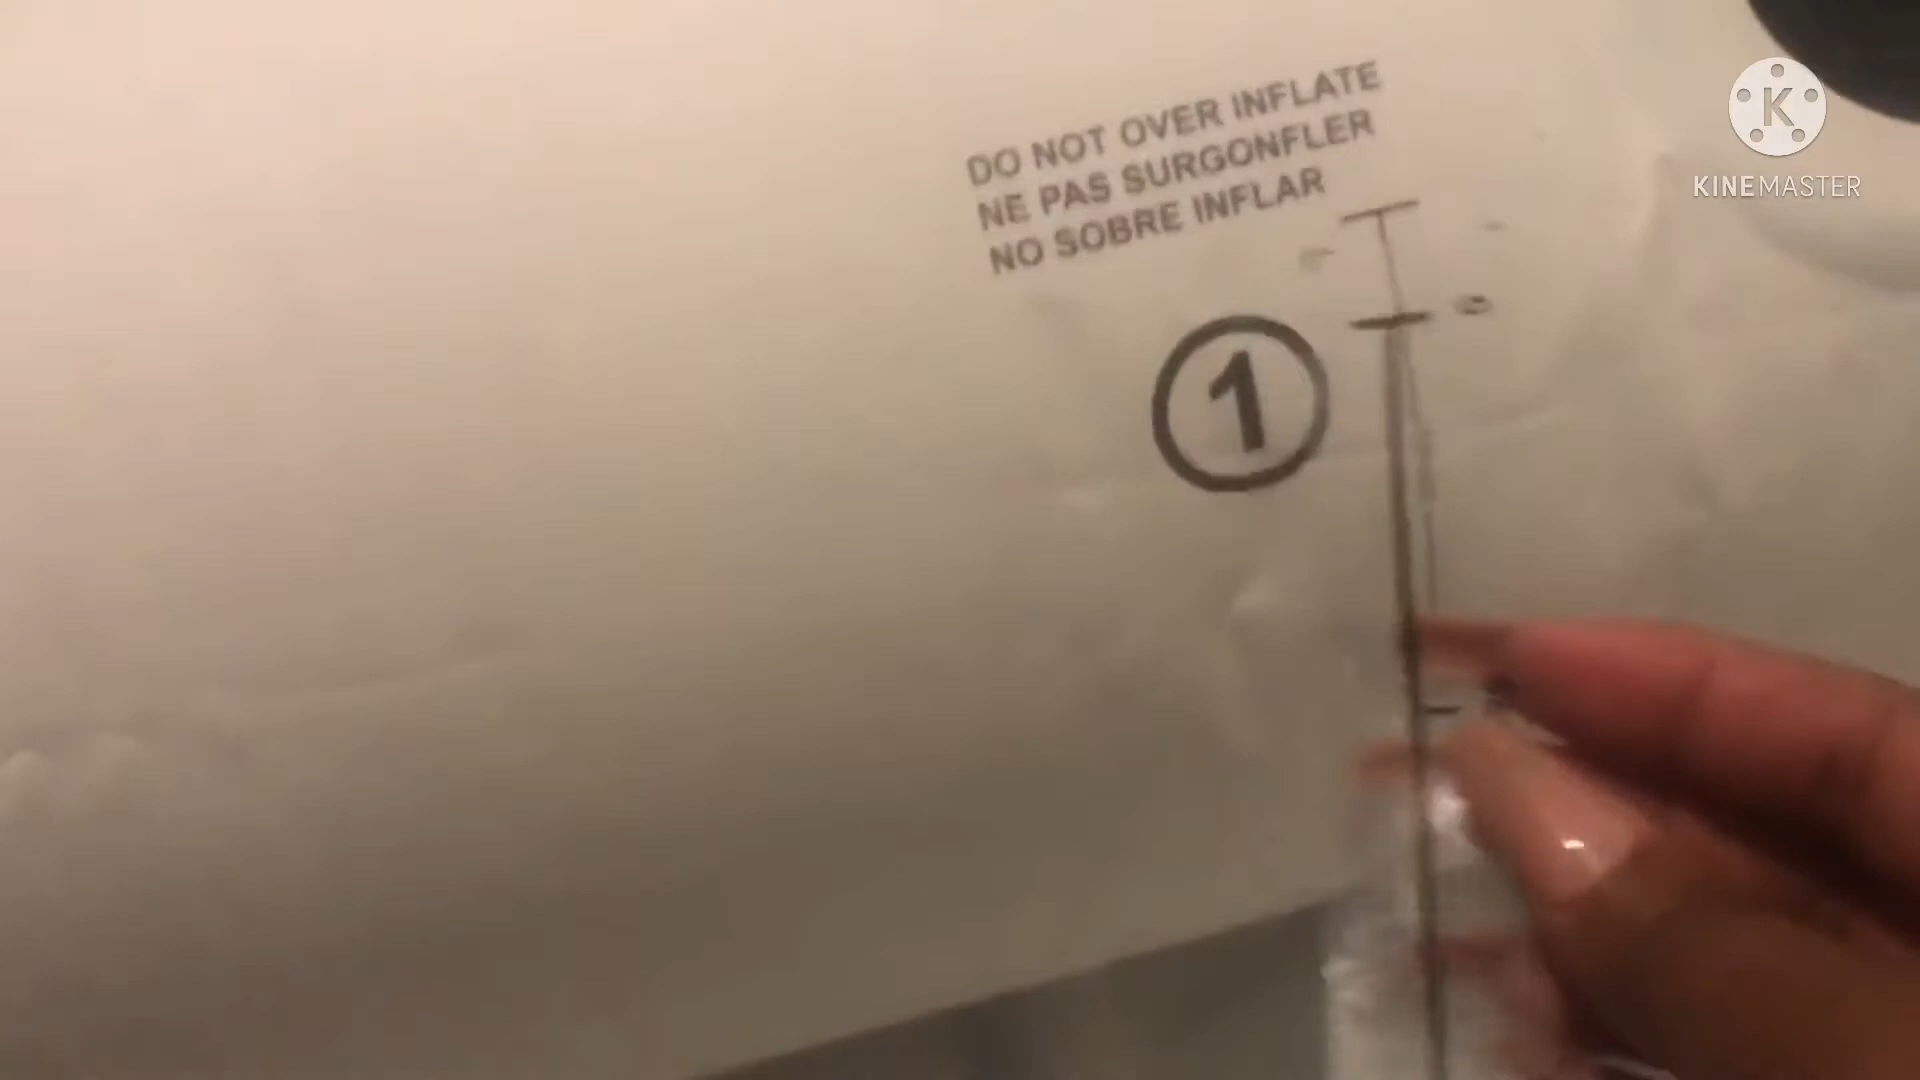 DO NOT OVER INFLATE
NE PAS SURGONFLER
NO SOBRE INFLAR
1
K
KINEMASTER